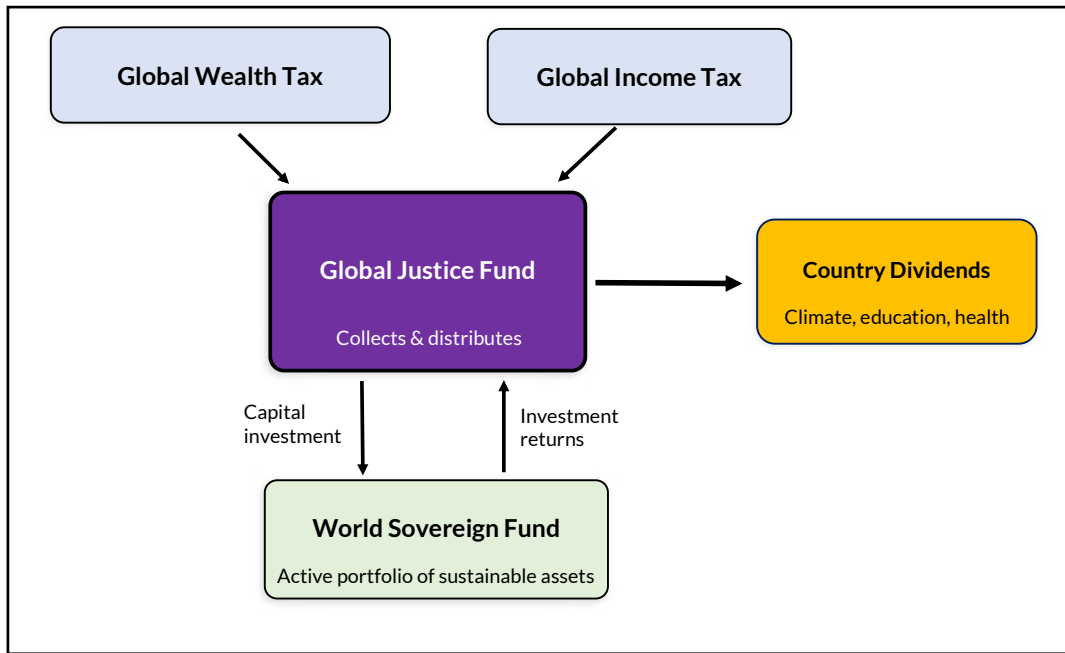 Global Wealth Tax
Global Income Tax
Global Justice Fund
Collects & distributes
Country Dividends
Climate, education, health
Capital
investment
Investment
returns
World Sovereign Fund
Active portfolio of sustainable assets